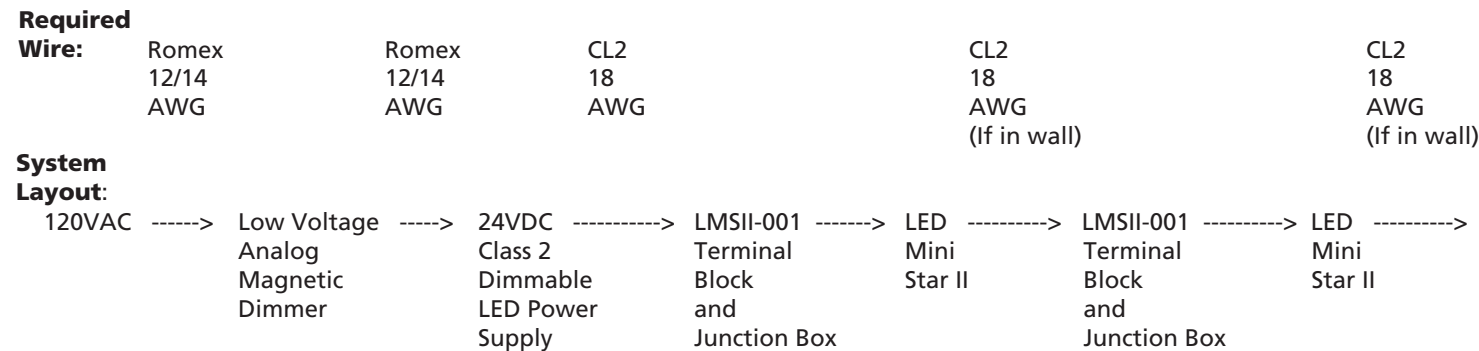 Required
Wire: Romex Romex CL2 CL2 CL2
12/14 12/14 18 18 18
AWG AWG AWG AWG AWG
(If in wall) (If in wall)
System
Layout:
120VAC ------> Low Voltage -----> 24VDC -----------> LMSII-001 -------> LED ----------> LMSII-001 ----------> LED ---------->
Analog Class 2 Terminal Mini Terminal Mini
Magnetic Dimmable Block Star II Block Star II
Dimmer LED Power and and
Supply Junction Box Junction Box